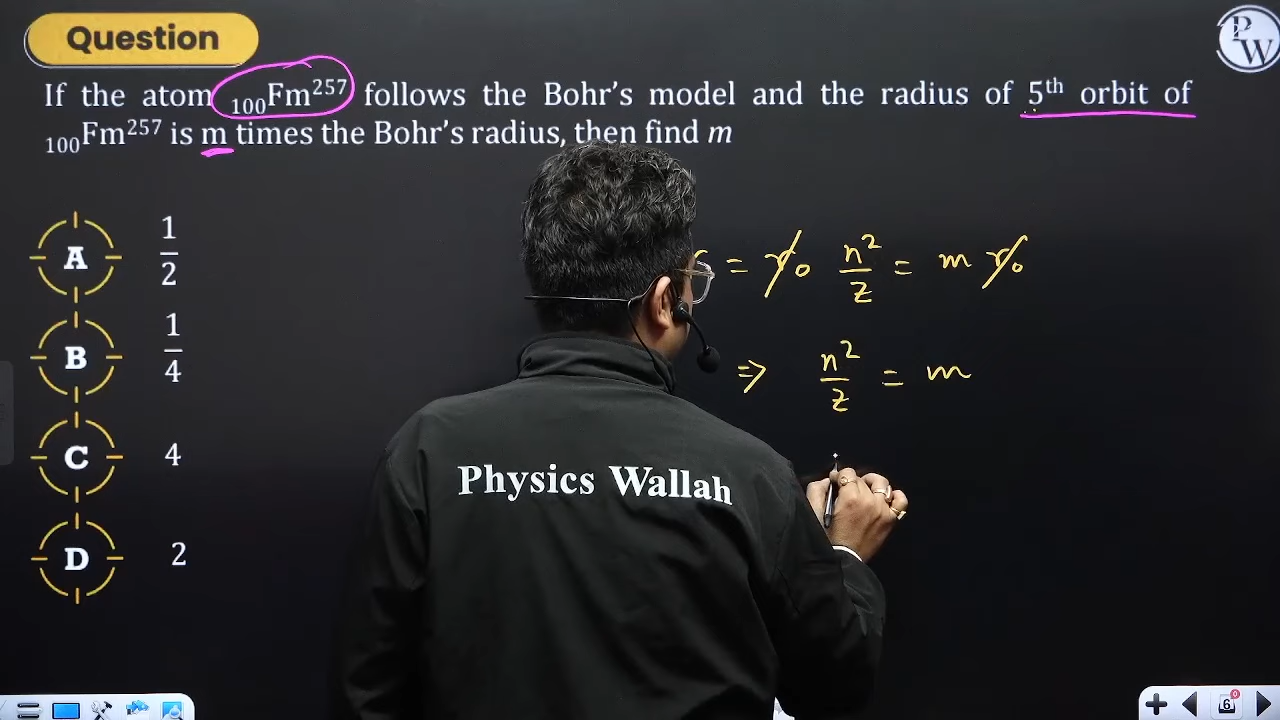 Question
PW
If the atom ₁₀₀Fm²⁵⁷ follows the Bohr's model and the radius of 5ᵗʰ orbit of
₁₀₀Fm²⁵⁷ is m times the Bohr's radius, then find m
A 1/2
B 1/4
C 4
D 2
= r₀ n²/z = m r₀
⇒ n²/z = m
Physics Wallah
6